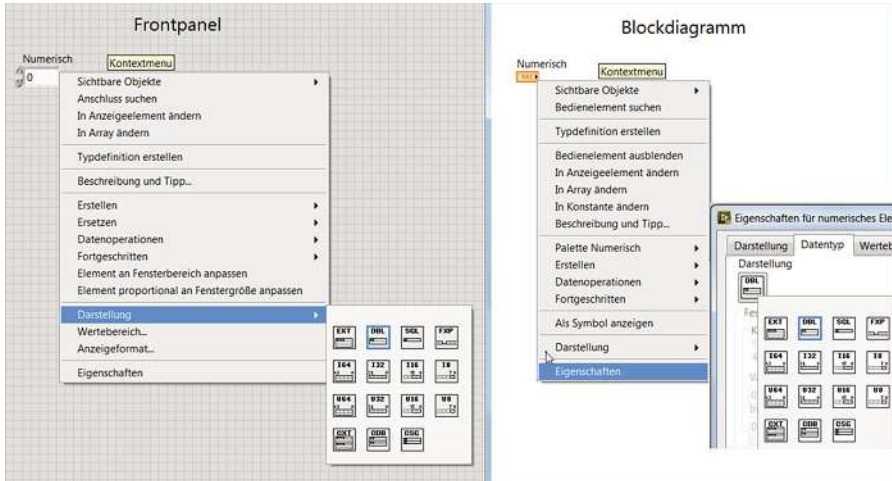 Frontpanel
Numerisch
0
Kontextmenu
Sichtbare Objekte
Anschluss suchen
In Anzeigeelement ändern
In Array ändern
Typdefinition erstellen
Beschreibung und Tipp...
Erstellen
Ersetzen
Datenoperationen
Fortgeschritten
Element an Fensterbereich anpassen
Element proportional an Fenstergröße anpassen
Darstellung
Wertebereich...
Anzeigeformat...
Eigenschaften
EXT DBL SGL FXP
I64 I32 I16 I8
U64 U32 U16 U8
CXT CDB CSG
Blockdiagramm
Numerisch
Kontextmenu
Sichtbare Objekte
Bedienelement suchen
Typdefinition erstellen
Bedienelement ausblenden
In Anzeigeelement ändern
In Array ändern
In Konstante ändern
Beschreibung und Tipp...
Palette Numerisch
Erstellen
Datenoperationen
Fortgeschritten
Als Symbol anzeigen
Darstellung
Eigenschaften
Eigenschaften für numerisches Ele
Darstellung Datentyp Werteb
Darstellung
DBL
EXT DBL SGL FXP
I64 I32 I16 I8
U64 U32 U16 U8
CXT CDB CSG